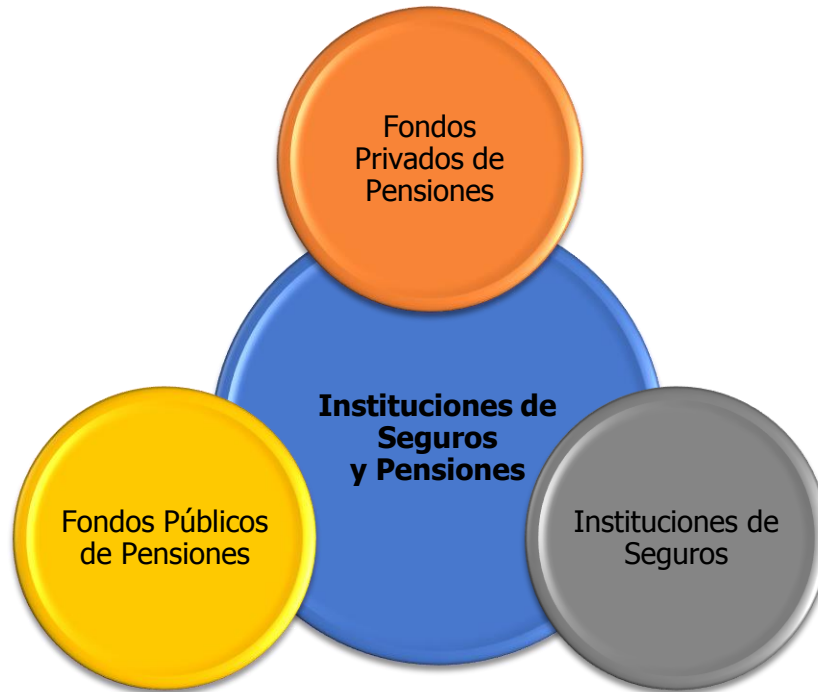 Fondos
Privados de
Pensiones
Instituciones de
Seguros
y Pensiones
Fondos Públicos
de Pensiones
Instituciones de
Seguros